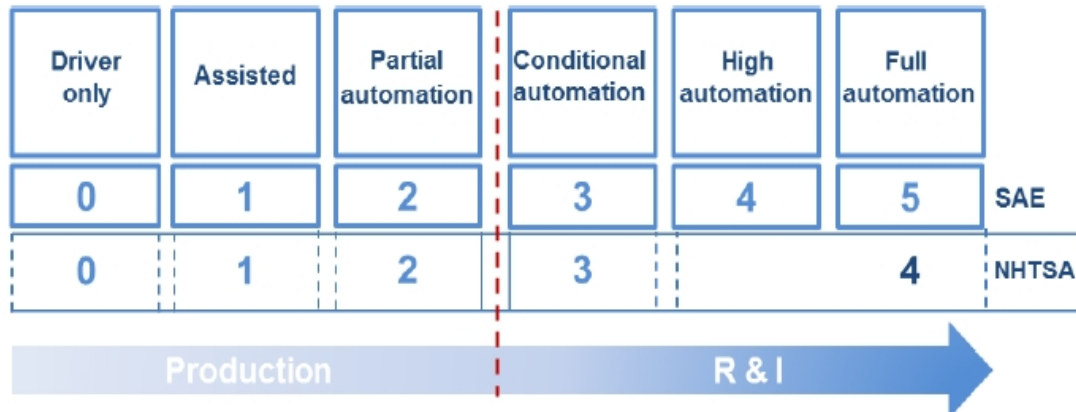 Driver only
Assisted
Partial automation
Conditional automation
High automation
Full automation
0 1 2 3 4 5 SAE
0 1 2 3 4 NHTSA
Production R & I